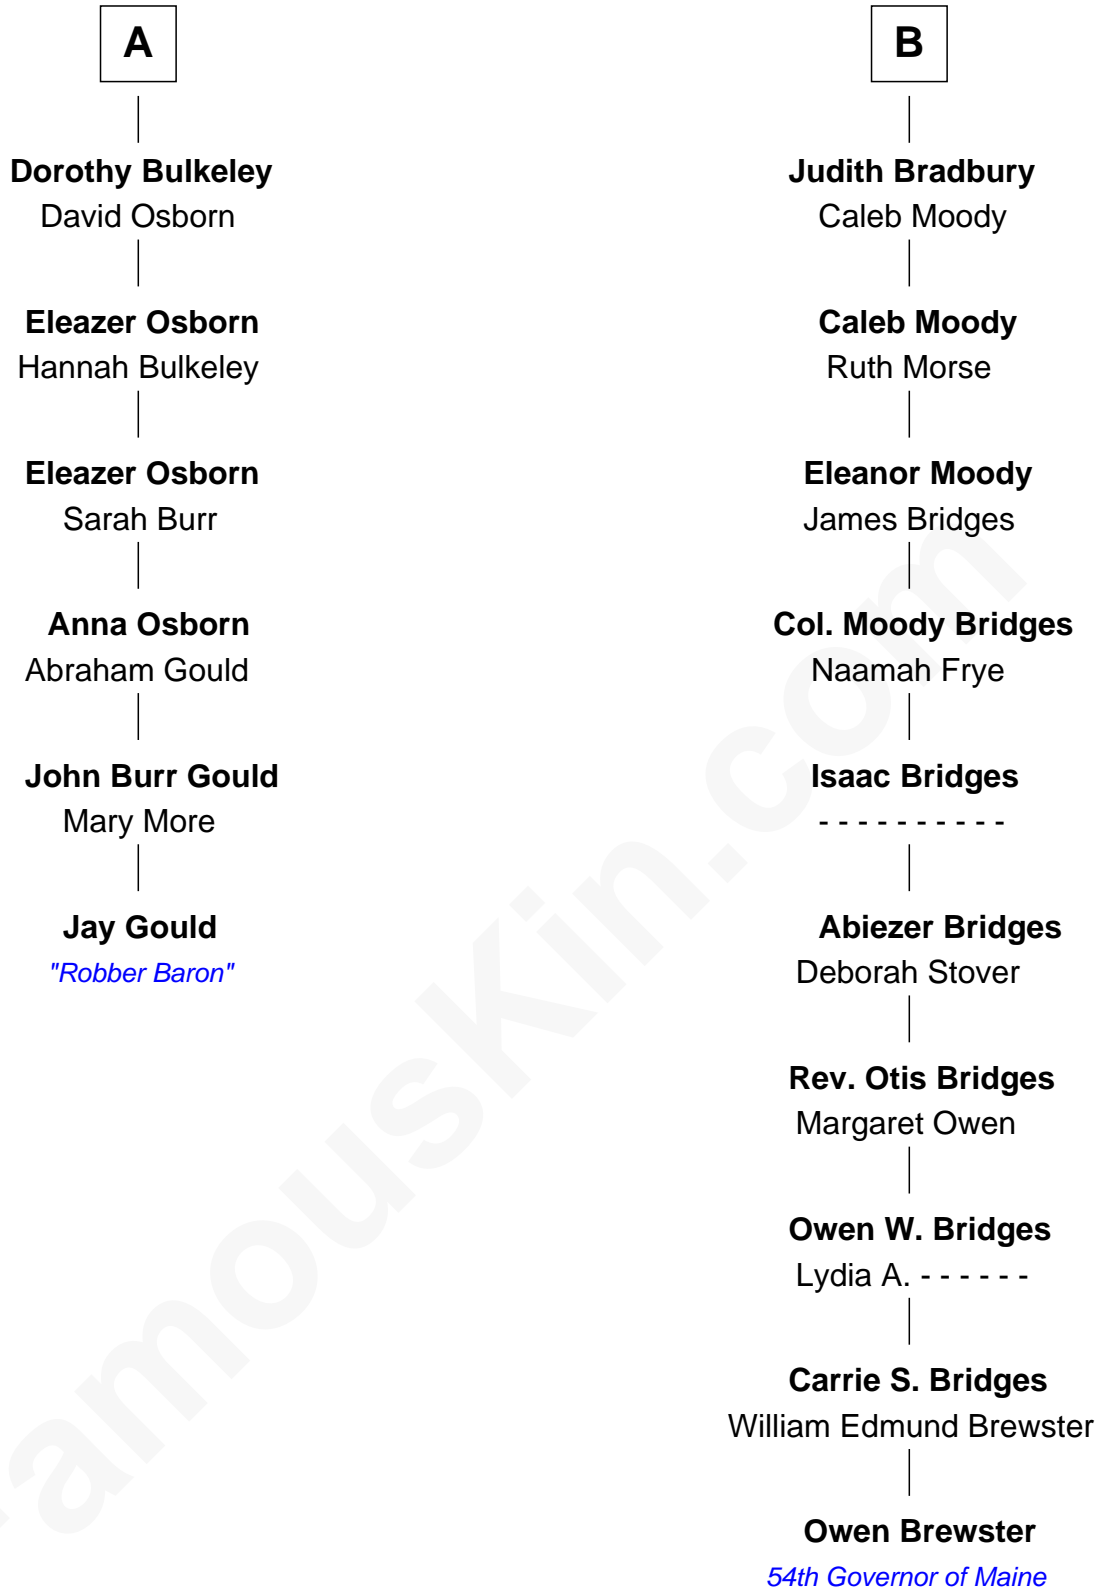 A
Dorothy Bulkeley
David Osborn
Eleazer Osborn
Hannah Bulkeley
Eleazer Osborn
Sarah Burr
Anna Osborn
Abraham Gould
John Burr Gould
Mary More
Jay Gould
"Robber Baron"
B
Judith Bradbury
Caleb Moody
Caleb Moody
Ruth Morse
Eleanor Moody
James Bridges
Col. Moody Bridges
Naamah Frye
Isaac Bridges
- - - - - - - - - -
Abiezer Bridges
Deborah Stover
Rev. Otis Bridges
Margaret Owen
Owen W. Bridges
Lydia A. - - - - - -
Carrie S. Bridges
William Edmund Brewster
Owen Brewster
54th Governor of Maine
amouskin.com